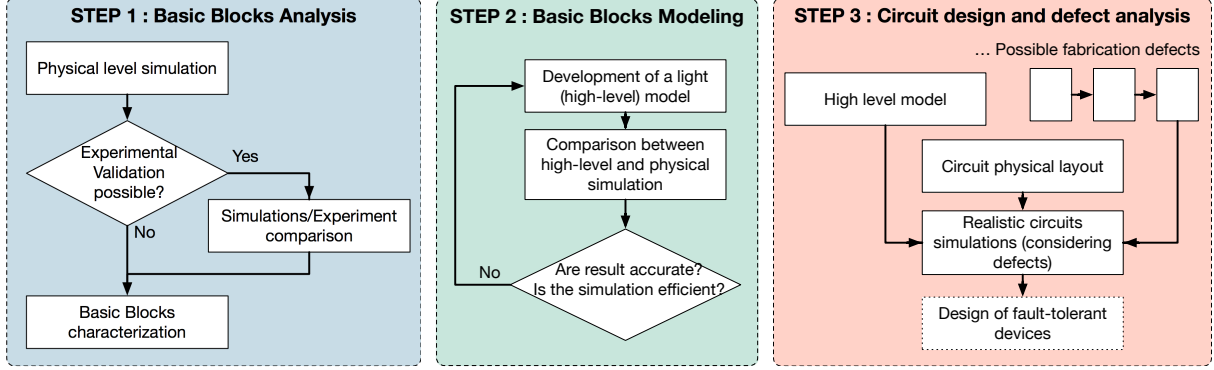 STEP 1 : Basic Blocks Analysis
Physical level simulation
Experimental
Validation
possible?
Yes
No
Simulations/Experiment
comparison
Basic Blocks
characterization
STEP 2 : Basic Blocks Modeling
Development of a light
(high-level) model
Comparison between
high-level and physical
simulation
Are result accurate?
Is the simulation efficient?
No
STEP 3 : Circuit design and defect analysis
... Possible fabrication defects
High level model
Circuit physical layout
Realistic circuits
simulations (considering
defects)
Design of fault-tolerant
devices